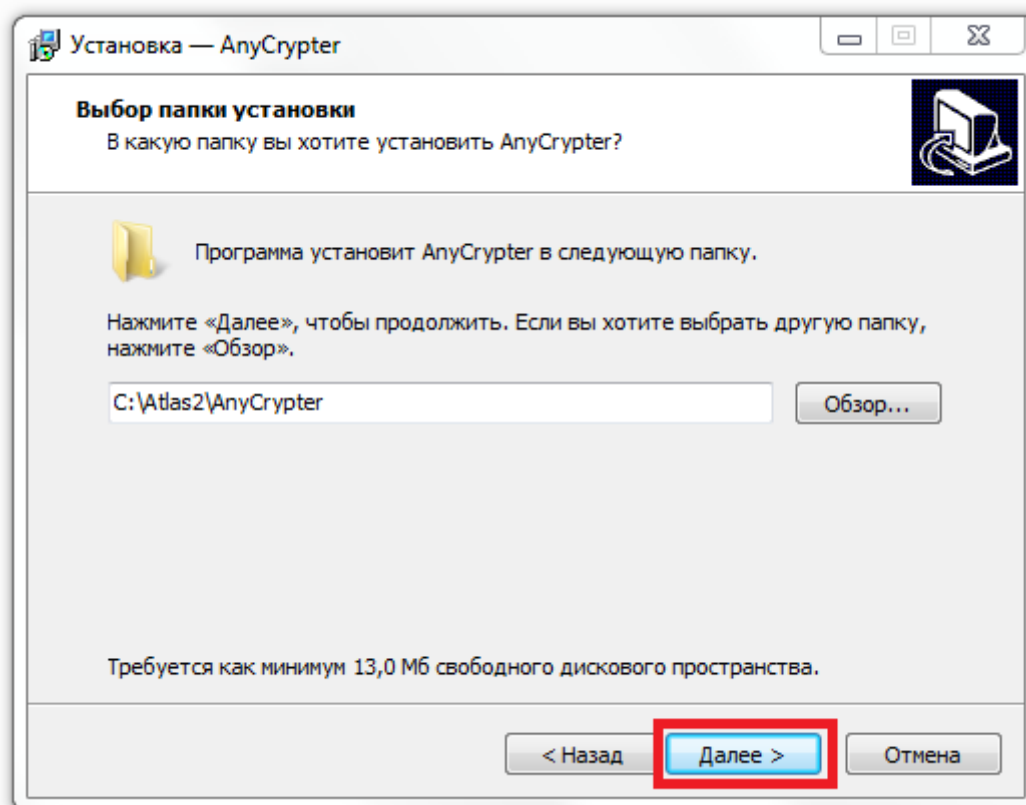 Установка — AnyCrypter
Выбор папки установки
В какую папку вы хотите установить AnyCrypter?
Программа установит AnyCrypter в следующую папку.
Нажмите «Далее», чтобы продолжить. Если вы хотите выбрать другую папку,
нажмите «Обзор».
C:\Atlas2\AnyCrypter
Обзор...
Требуется как минимум 13,0 Мб свободного дискового пространства.
< Назад
Далее >
Отмена